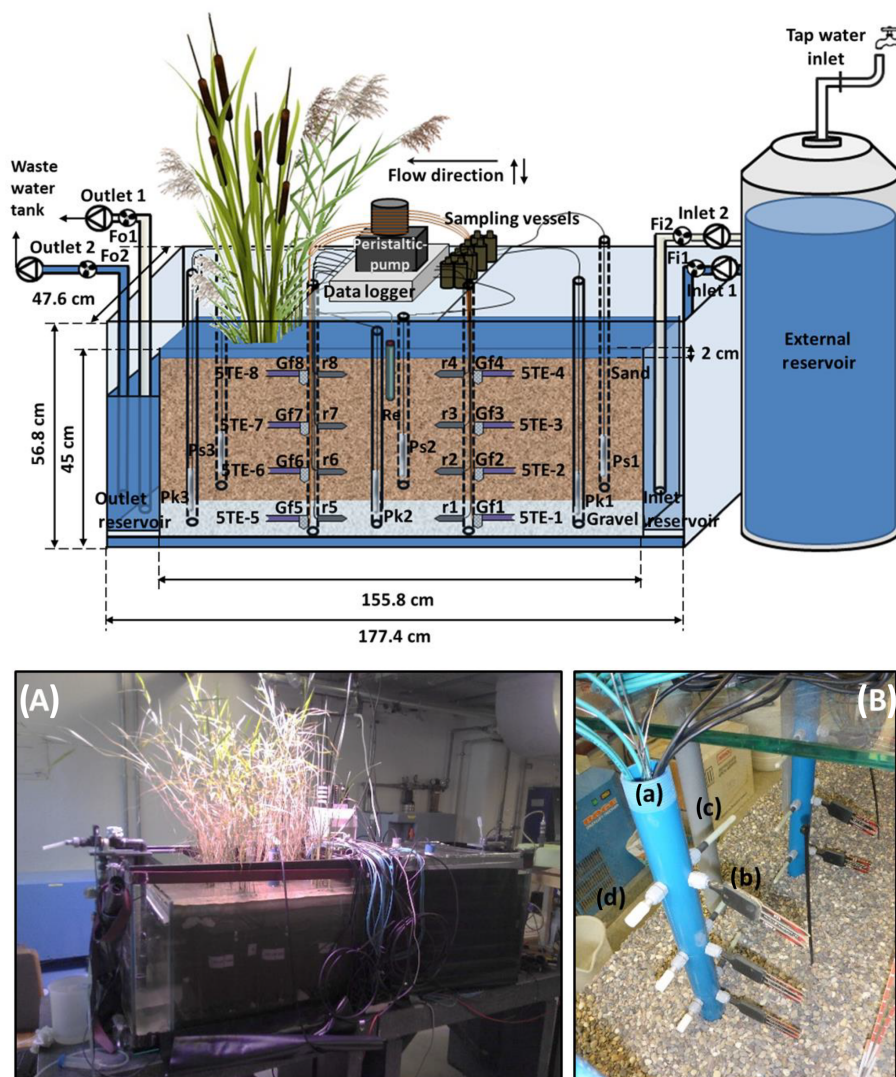 Tap water
inlet
Waste
water
tank
Outlet 1
Fo1
Outlet 2
Fo2
47.6 cm
Flow direction
Sampling vessels
Peristaltic-
pump
Data logger
Fi2
Inlet 2
Fi1
Inlet 1
External
reservoir
2 cm
56.8 cm
45 cm
Gf8 r8
5TE-8
r4 Gf4
5TE-4
Sand
Re
Gf7 r7
5TE-7
r3 Gf3
5TE-3
Ps3
Ps2
Ps1
Gf6 r6
5TE-6
r2 Gf2
5TE-2
Pk3
Pk2
Pk1
Outlet
reservoir
Gf5 r5
5TE-5
r1 Gf1
5TE-1
Gravel
Inlet
reservoir
155.8 cm
177.4 cm
(A)
(B)
(a)
(c)
(b)
(d)